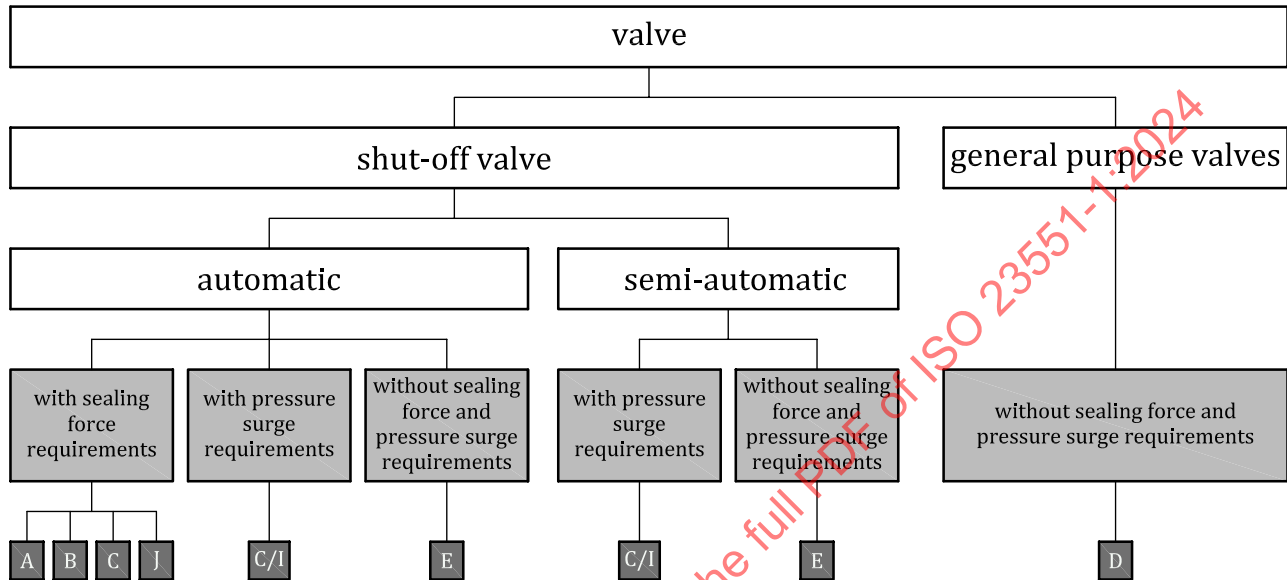 valve
shut-off valve
general purpose valves
automatic
semi-automatic
with sealing
force
requirements
with pressure
surge
requirements
without sealing
force and
pressure surge
requirements
with pressure
surge
requirements
without sealing
force and
pressure surge
requirements
without sealing force and
pressure surge requirements
A
B
C
J
C/I
E
C/I
E
D
he full PDF of ISO 23551-1:2024